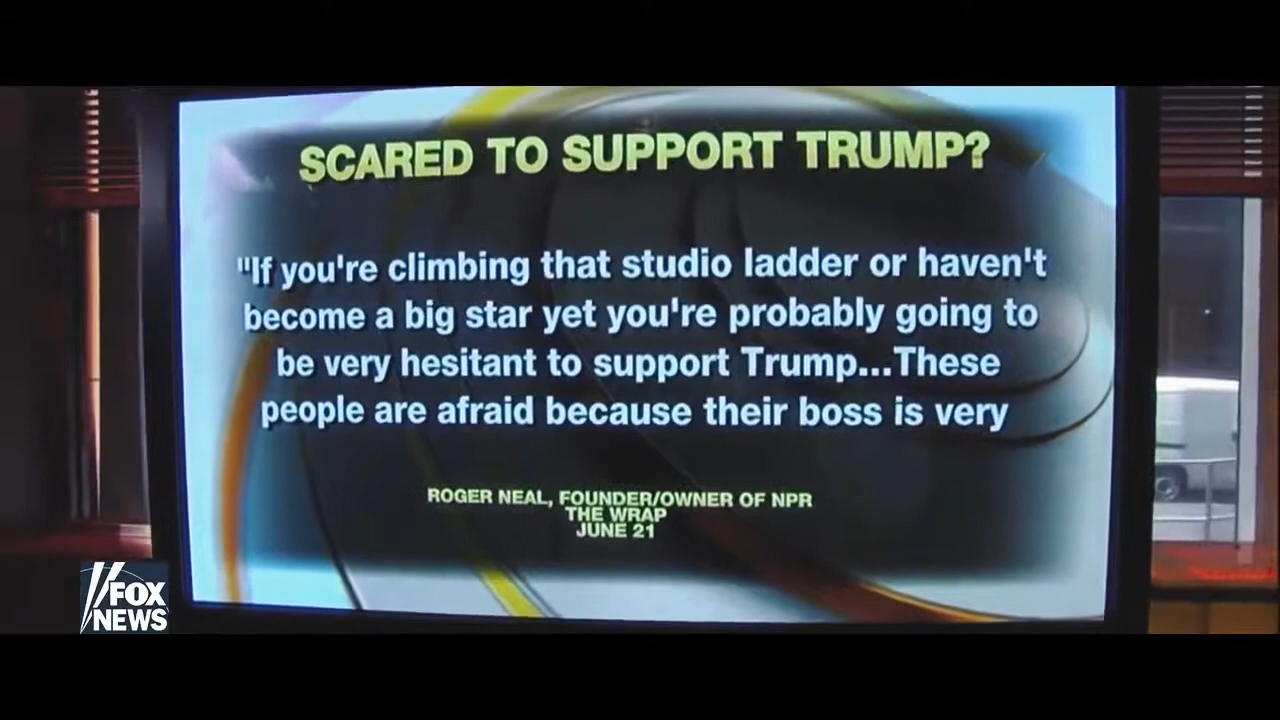 SCARED TO SUPPORT TRUMP?
"If you're climbing that studio ladder or haven't
become a big star yet you're probably going to
be very hesitant to support Trump...These
people are afraid because their boss is very
ROGER NEAL, FOUNDER/OWNER OF NPR
THE WRAP
JUNE 21
FOX
NEWS